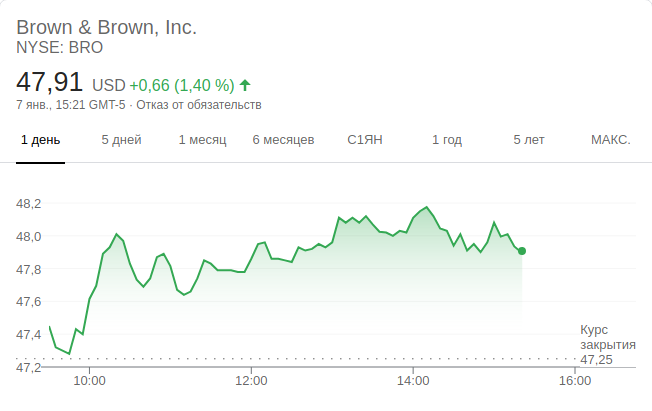 Brown & Brown, Inc.
NYSE: BRO
47,91 USD +0,66 (1,40 %)
7 янв., 15:21 GMT-5 · Отказ от обязательств
1 день 5 дней 1 месяц 6 месяцев С1ЯН 1 год 5 лет МАКС.
48,2
48,0
47,8
47,6
47,4
47,2
Курс
закрытия
47,25
10:00 12:00 14:00 16:00